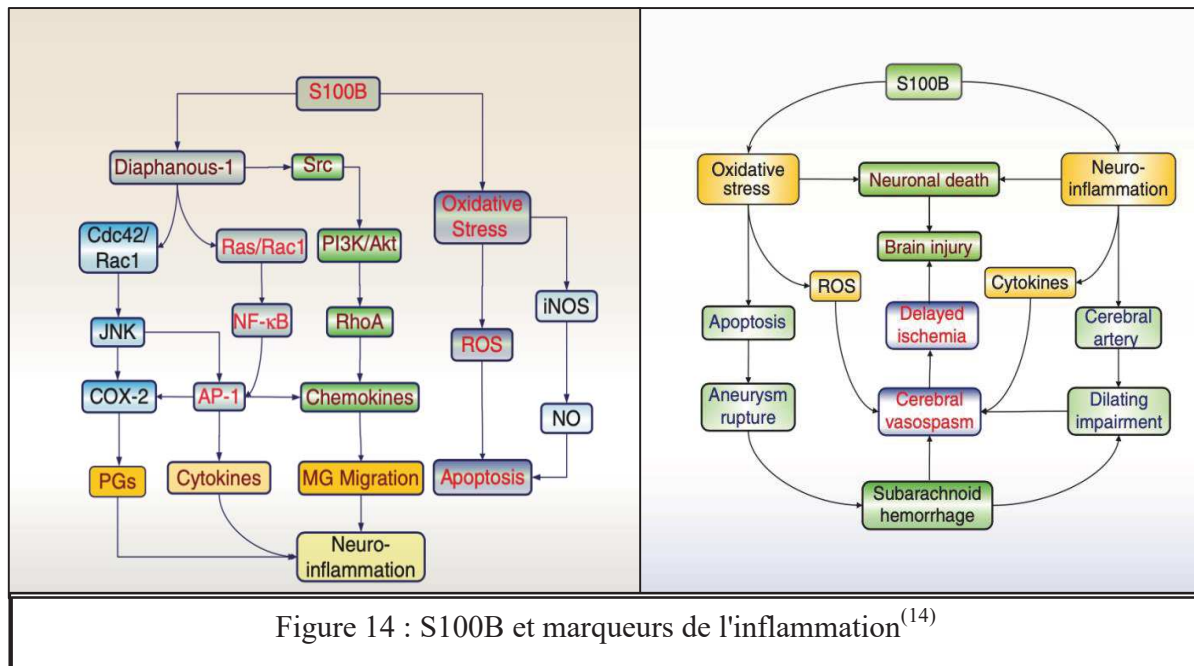 S100B
Diaphanous-1
Src
Oxidative
Stress
Cdc42/
Rac1
Ras/Rac1
PI3K/Akt
iNOS
JNK
NF-κB
RhoA
ROS
COX-2
AP-1
Chemokines
NO
PGs
Cytokines
MG Migration
Apoptosis
Neuro-
inflammation
S100B
Oxidative
stress
Neuronal death
Neuro-
inflammation
Brain injury
ROS
Cytokines
Apoptosis
Delayed
ischemia
Cerebral
artery
Aneurysm
rupture
Cerebral
vasospasm
Dilating
impairment
Subarachnoid
hemorrhage
Figure 14 : S100B et marqueurs de l'inflammation(14)